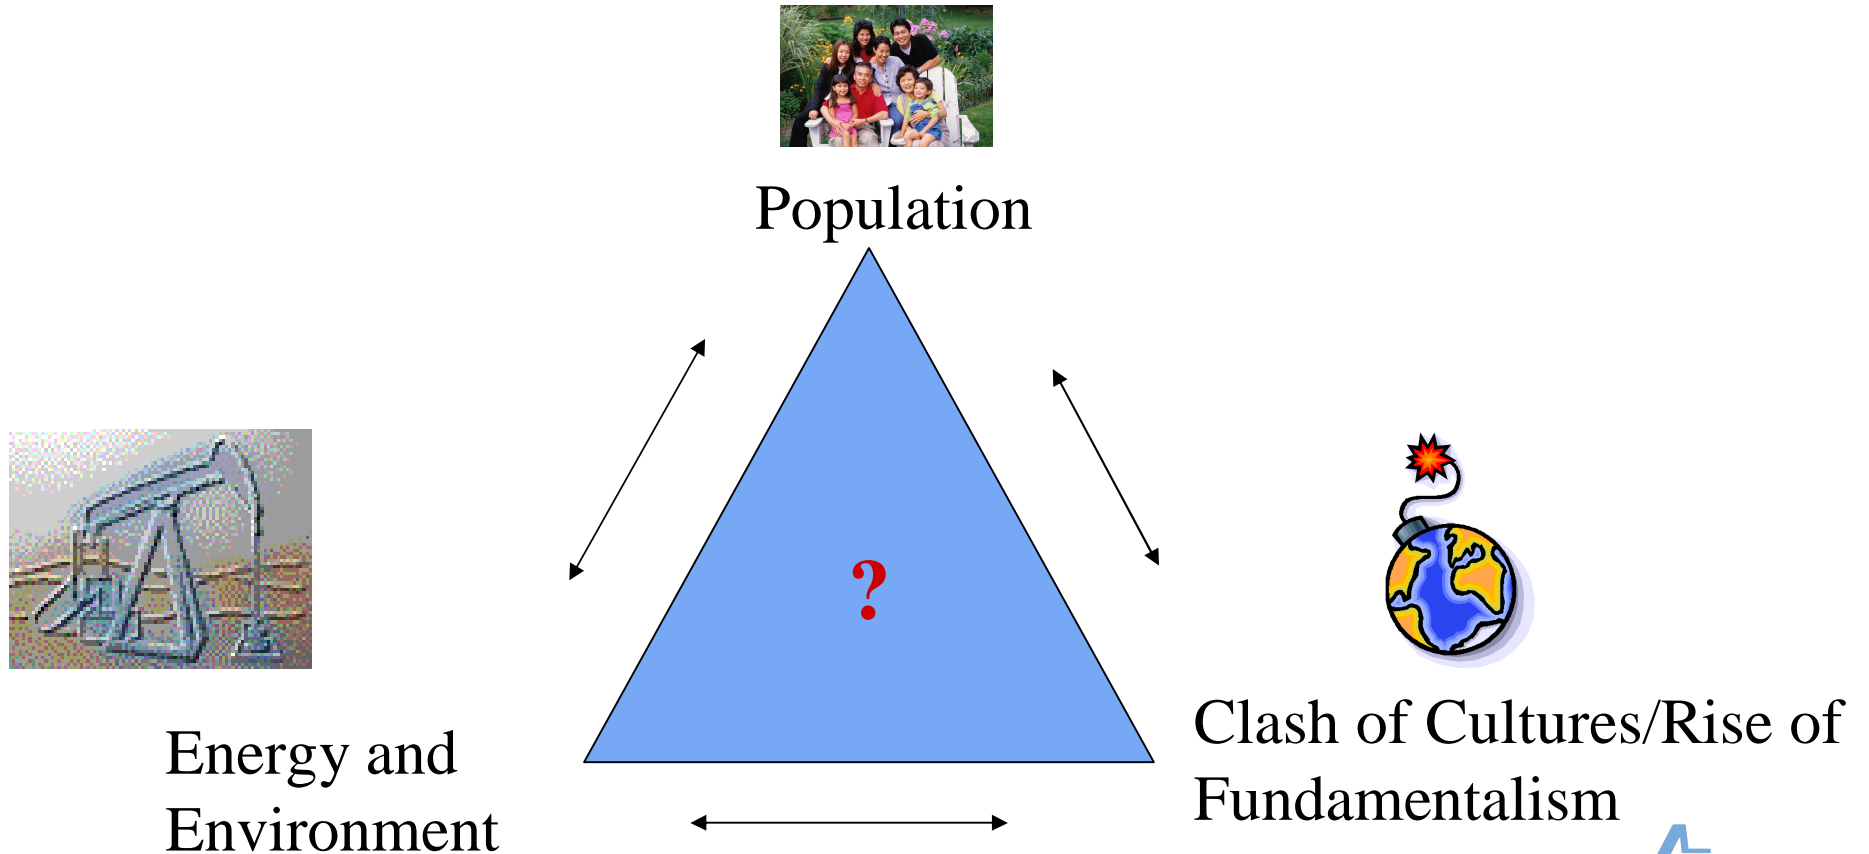 Population
?
Energy and
Environment
Clash of Cultures/Rise of
Fundamentalism